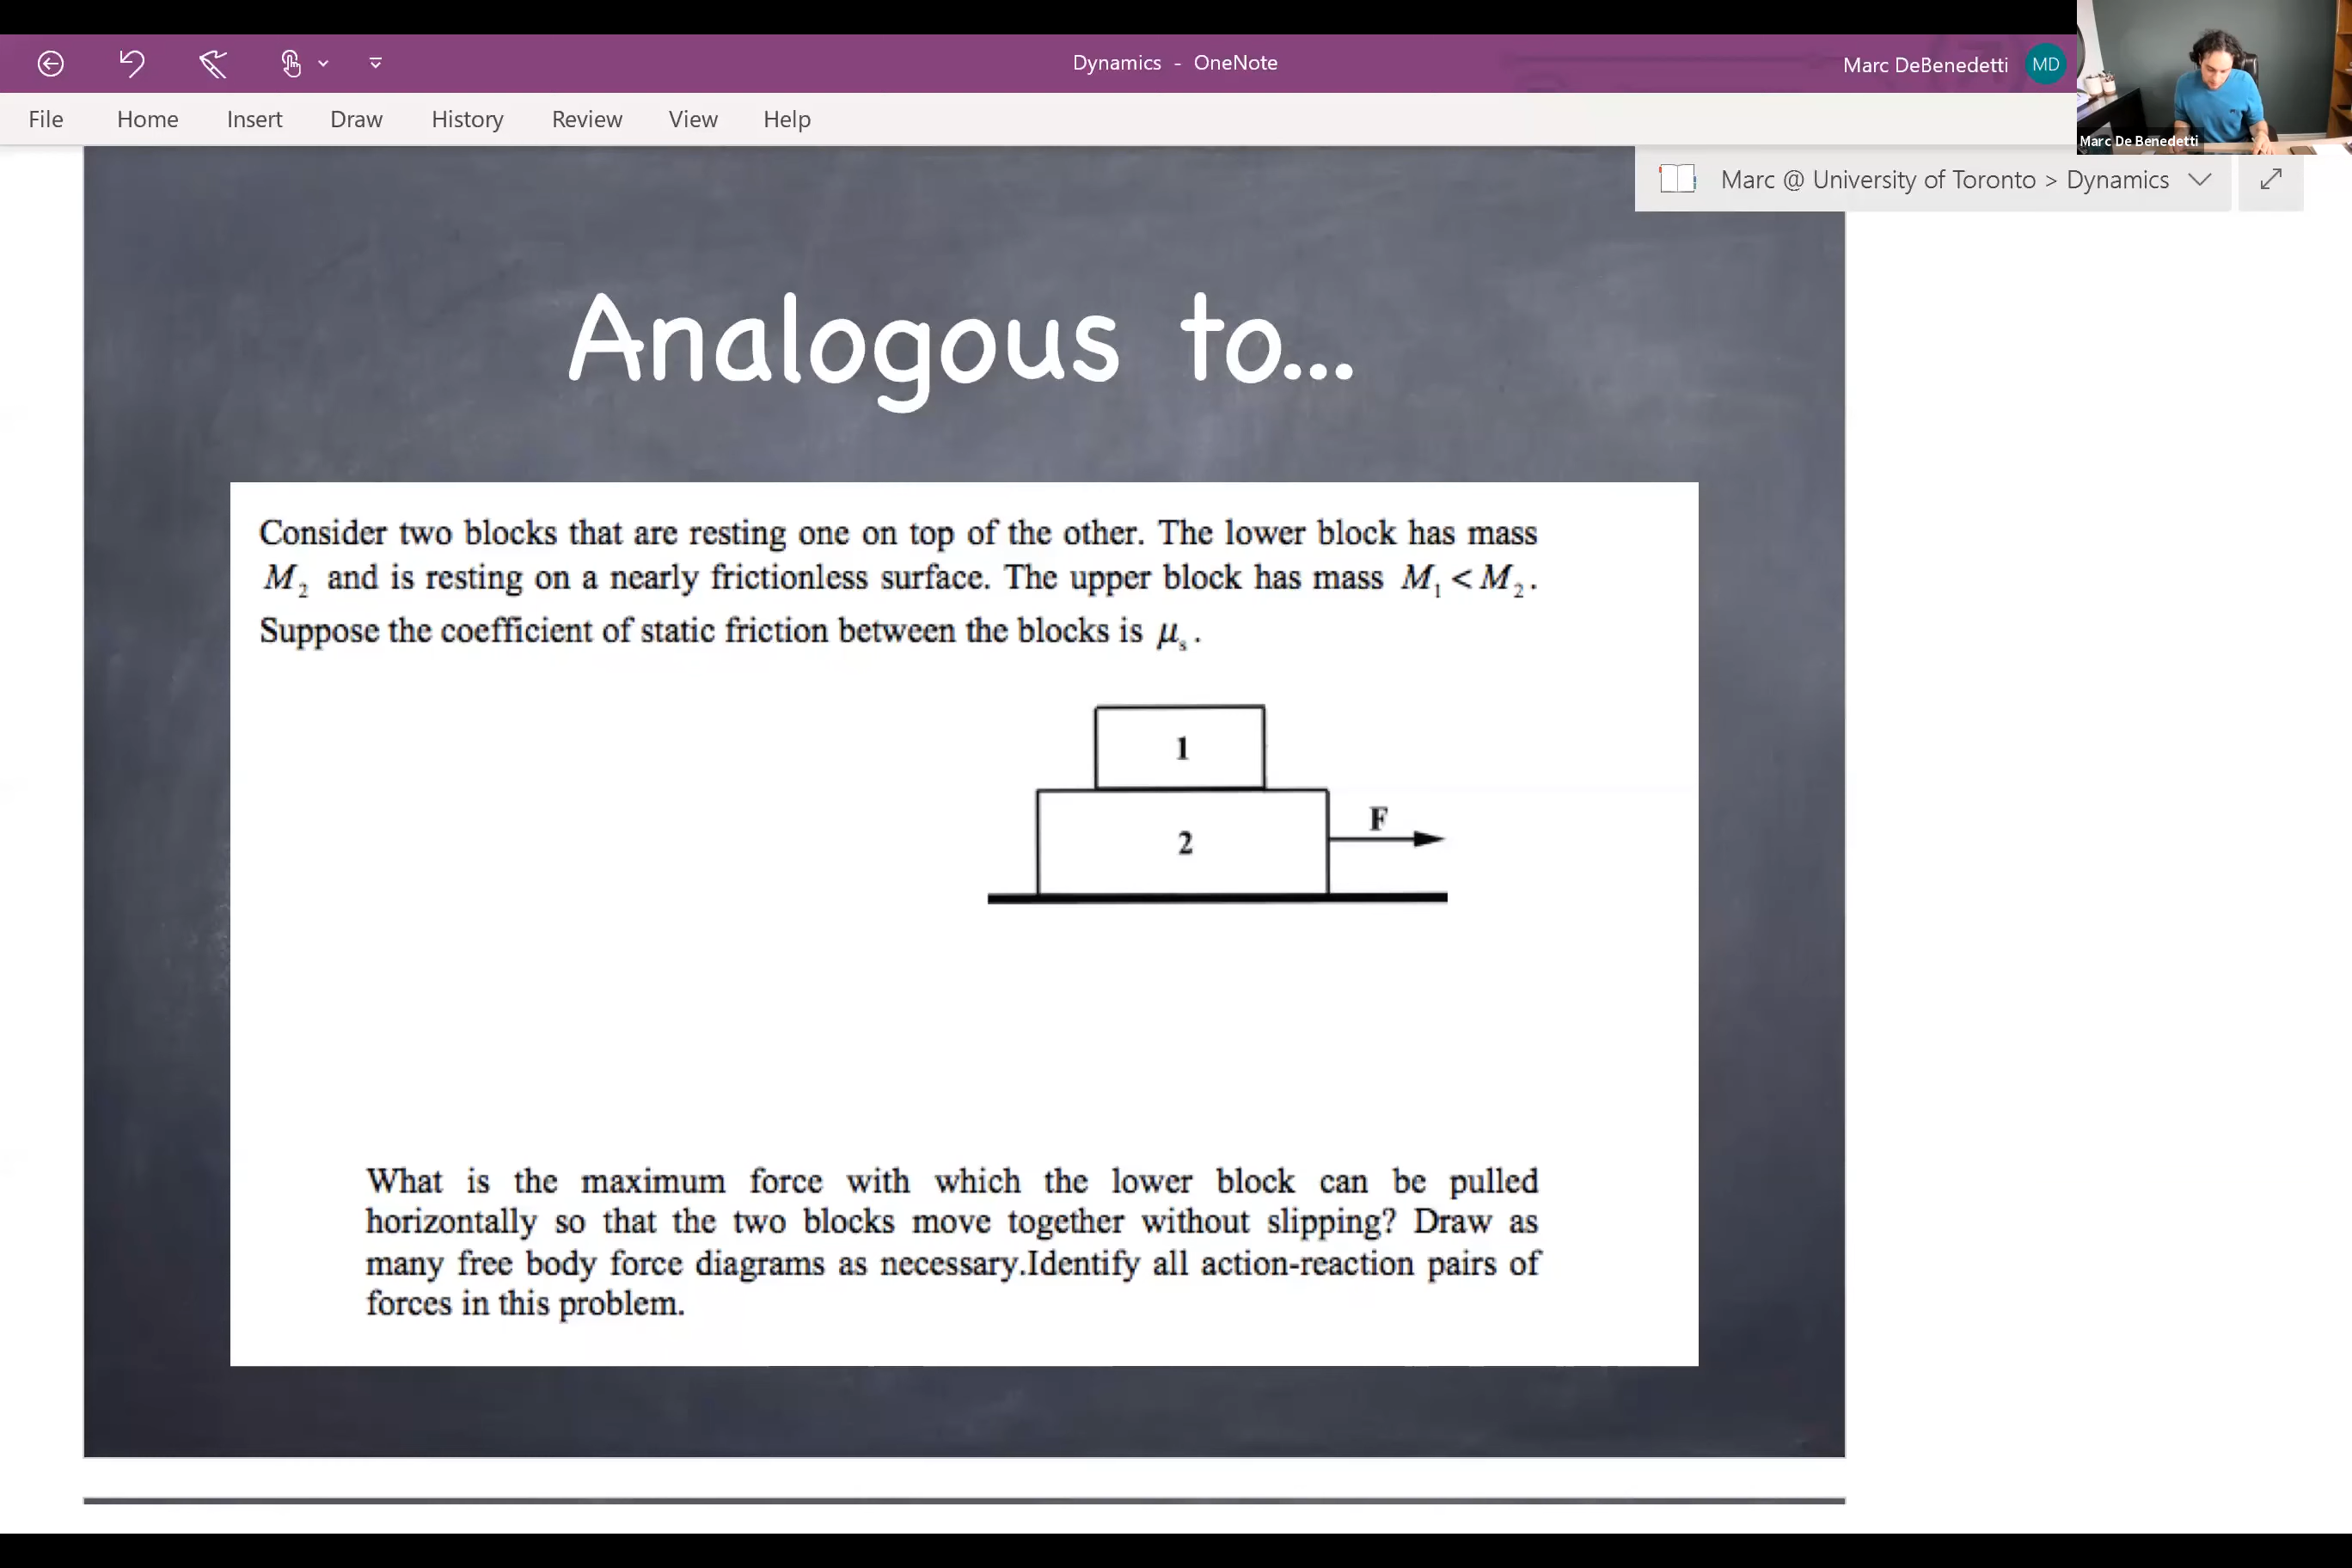 Dynamics - OneNote
Marc DeBenedetti
MD
File Home Insert Draw History Review View Help
Marc De Benedetti
Marc @ University of Toronto > Dynamics
Analogous to...
Consider two blocks that are resting one on top of the other. The lower block has mass
M₂ and is resting on a nearly frictionless surface. The upper block has mass M₁ < M₂.
Suppose the coefficient of static friction between the blocks is μₛ.
1
F
2
What is the maximum force with which the lower block can be pulled
horizontally so that the two blocks move together without slipping? Draw as
many free body force diagrams as necessary.Identify all action-reaction pairs of
forces in this problem.